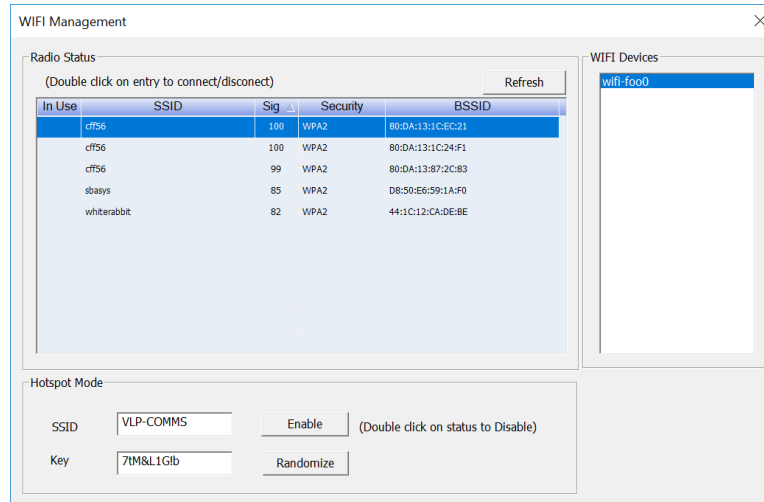 WIFI Management
Radio Status
(Double click on entry to connect/disconect)
Refresh
In Use SSID Sig Security BSSID
cff56 100 WPA2 80:DA:13:1C:EC:21
cff56 100 WPA2 80:DA:13:1C:24:F1
cff56 99 WPA2 80:DA:13:87:2C:83
sbasys 85 WPA2 D8:50:E6:59:1A:F0
whiterabbit 82 WPA2 44:1C:12:CA:DE:BE
WIFI Devices
wifi-foo0
Hotspot Mode
SSID VLP-COMMS Enable (Double click on status to Disable)
Key 7tM&L1G!b Randomize